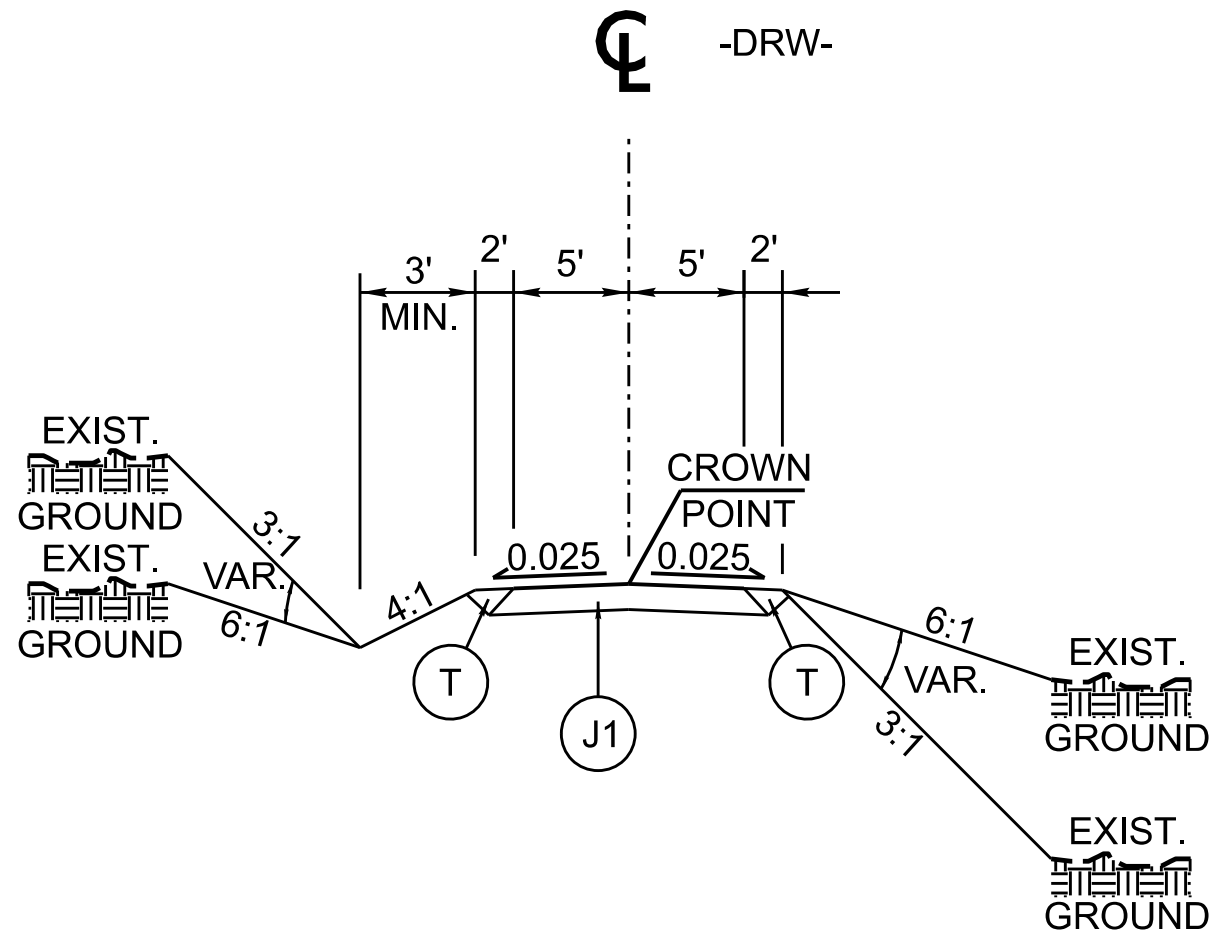 CL -DRW-
3' 2' 5' 5' 2'
MIN.
EXIST.
GROUND
EXIST.
GROUND
3:1
VAR.
6:1
4:1
0.025
CROWN
POINT
0.025
T
J1
T
6:1
VAR.
3:1
EXIST.
GROUND
EXIST.
GROUND